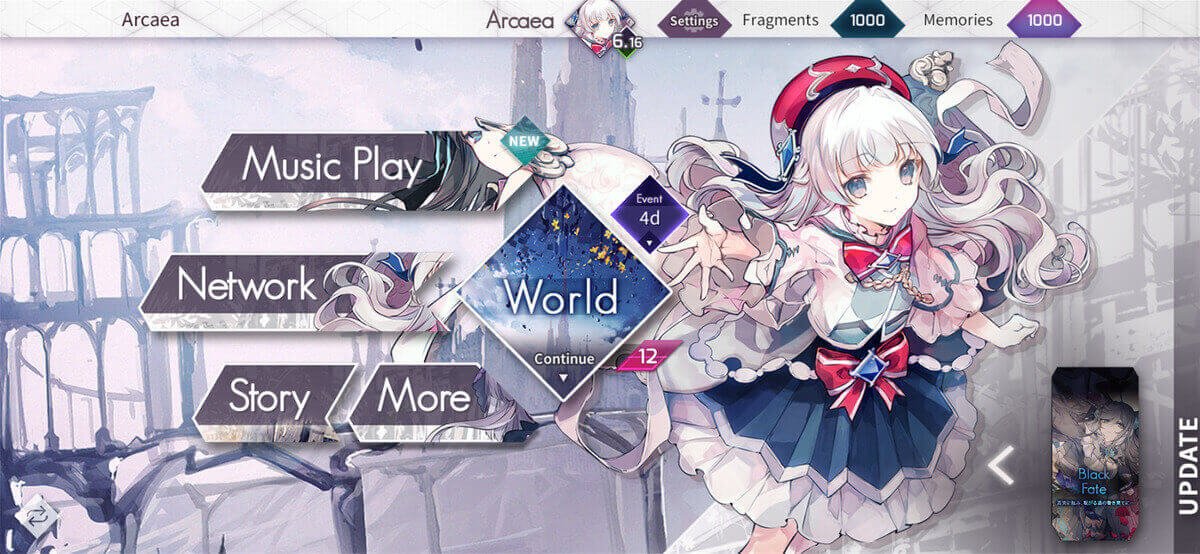 Arcaea
Arcaea
6.16
Settings
Fragments
1000
Memories
1000
Music Play
NEW
Event
4d
Network
World
Continue
12
Story
More
Black
Fate
UPDATE